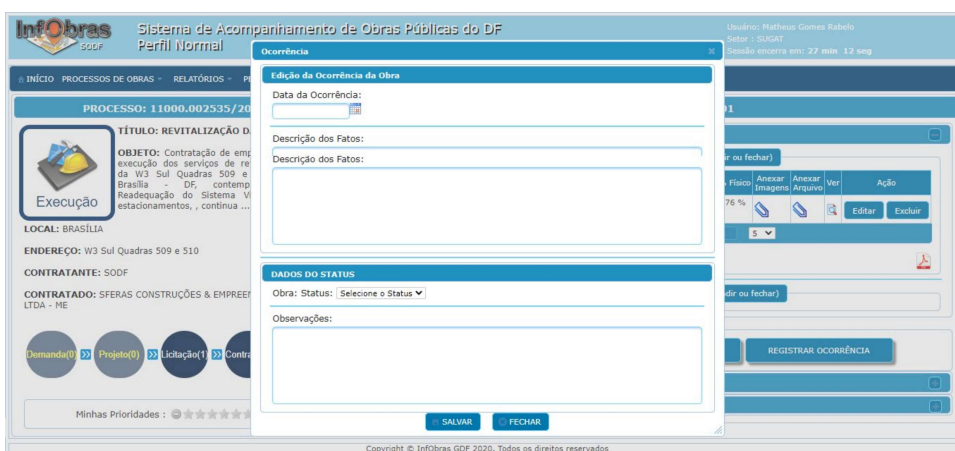 InfObras
SODF
Sistema de Acompanhamento de Obras Públicas do DF
Perfil Normal
Usuário: Matheus Gomes Rabelo
Setor : SUGAT
Sessão encerra em: 27 min 12 seg
INÍCIO PROCESSOS DE OBRAS RELATÓRIOS
PROCESSO: 11000.002535/20
TÍTULO: REVITALIZAÇÃO
OBJETO: Contratação de
execução dos serviços de
da W3 Sul Quadras 509 e
Brasília - DF,
Readequação do Sistema
estacionamentos, , continua ...
Execução
LOCAL: BRASÍLIA
ENDEREÇO: W3 Sul Quadras 509 e 510
CONTRATANTE: SODF
CONTRATADO: SFERAS CONSTRUÇÕES &
LTDA - ME
Demanda(0) Projeto(0) Licitação(1)
Minhas Prioridades :
Ocorrência
Edição da Ocorrência da Obra
Data da Ocorrência:
Descrição dos Fatos:
Descrição dos Fatos:
DADOS DO STATUS
Obra: Status: Selecione o Status
Observações:
SALVAR FECHAR
ou fechar)
Físico Anexar Imagens Anexar Arquivo Ver Ação
76 % Editar Excluir
5
ou fechar)
REGISTRAR OCORRÊNCIA
Copyright © InfObras GDF 2020. Todos os direitos reservados